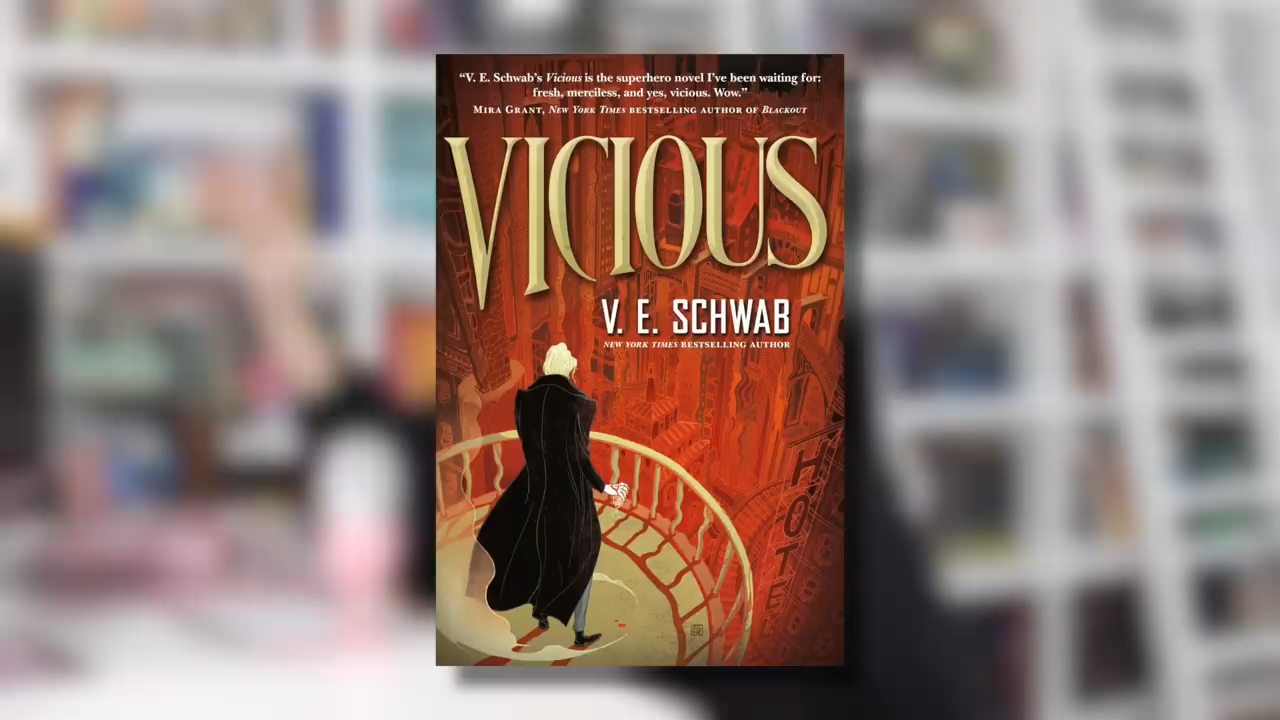 “V. E. Schwab’s Vicious is the superhero novel I’ve been waiting for:
fresh, merciless, and yes, vicious. Wow.”
Mira Grant, New York Times bestselling author of Blackout
VICIOUS
V. E. SCHWAB
NEW YORK TIMES BESTSELLING AUTHOR
HOTE